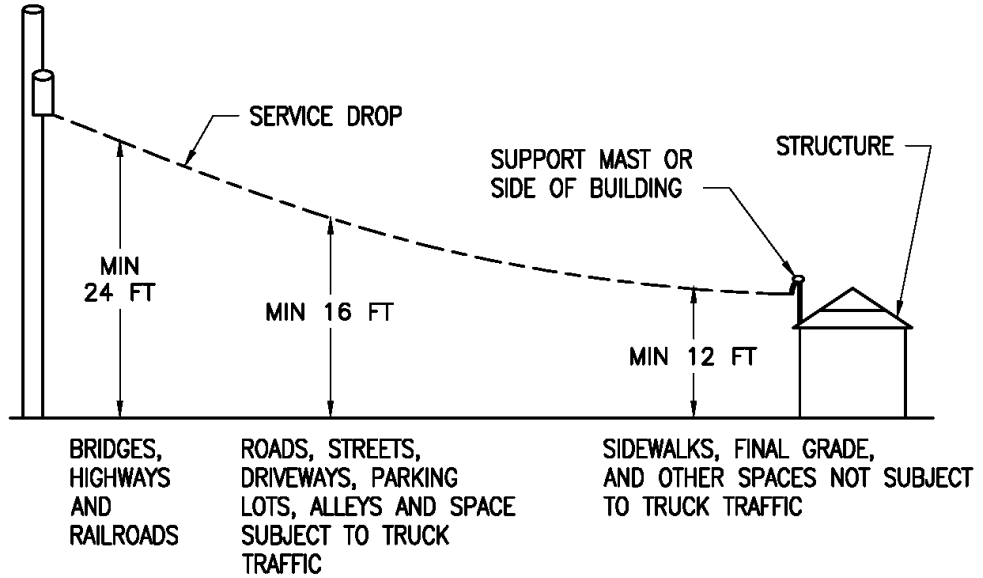 SERVICE DROP
SUPPORT MAST OR
SIDE OF BUILDING
STRUCTURE
MIN
24 FT
MIN 16 FT
MIN 12 FT
BRIDGES,
HIGHWAYS
AND
RAILROADS
ROADS, STREETS,
DRIVEWAYS, PARKING
LOTS, ALLEYS AND SPACE
SUBJECT TO TRUCK
TRAFFIC
SIDEWALKS, FINAL GRADE,
AND OTHER SPACES NOT SUBJECT
TO TRUCK TRAFFIC